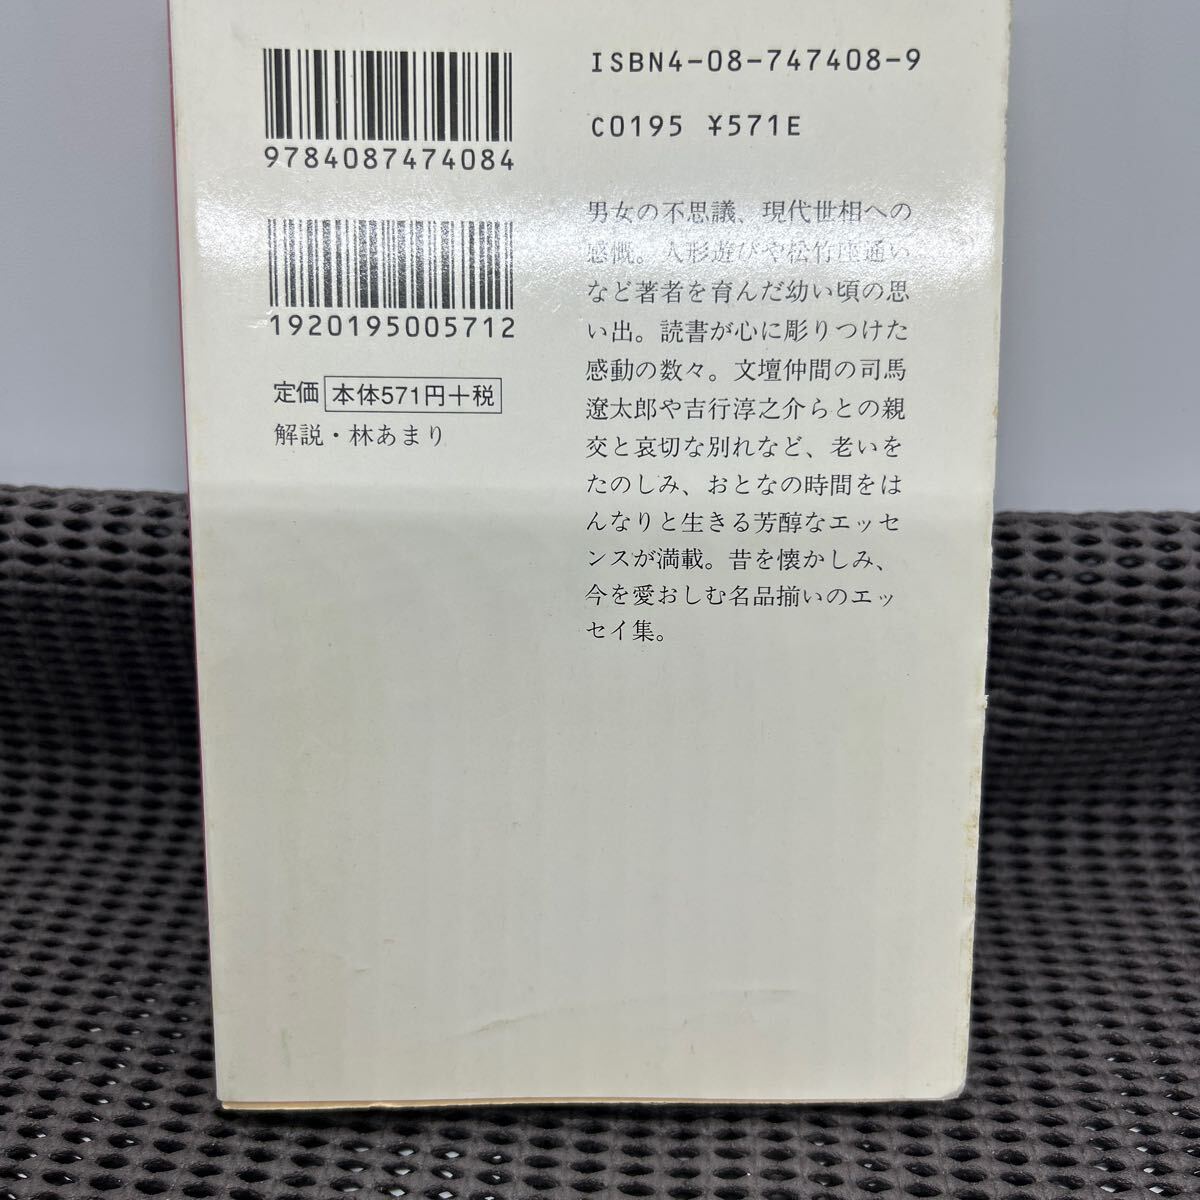 ISBN4-08-747408-9
C0195 ¥571E
9784087474084
1920195005712
定価 本体571円+税
解説・林あまり
男女の不思議、現代世相への
感慨。人形遊びや松竹座通い
など著者を育んだ幼い頃の思
い出。読書が心に彫りつけた
感動の数々。文壇仲間の司馬
遼太郎や吉行淳之介らとの親
交と哀切な別れなど、老いを
たのしみ、おとなの時間をは
んなりと生きる芳醇なエッセ
ンスが満載。昔を懐かしみ、
今を愛おしむ名品揃いのエッ
セイ集。